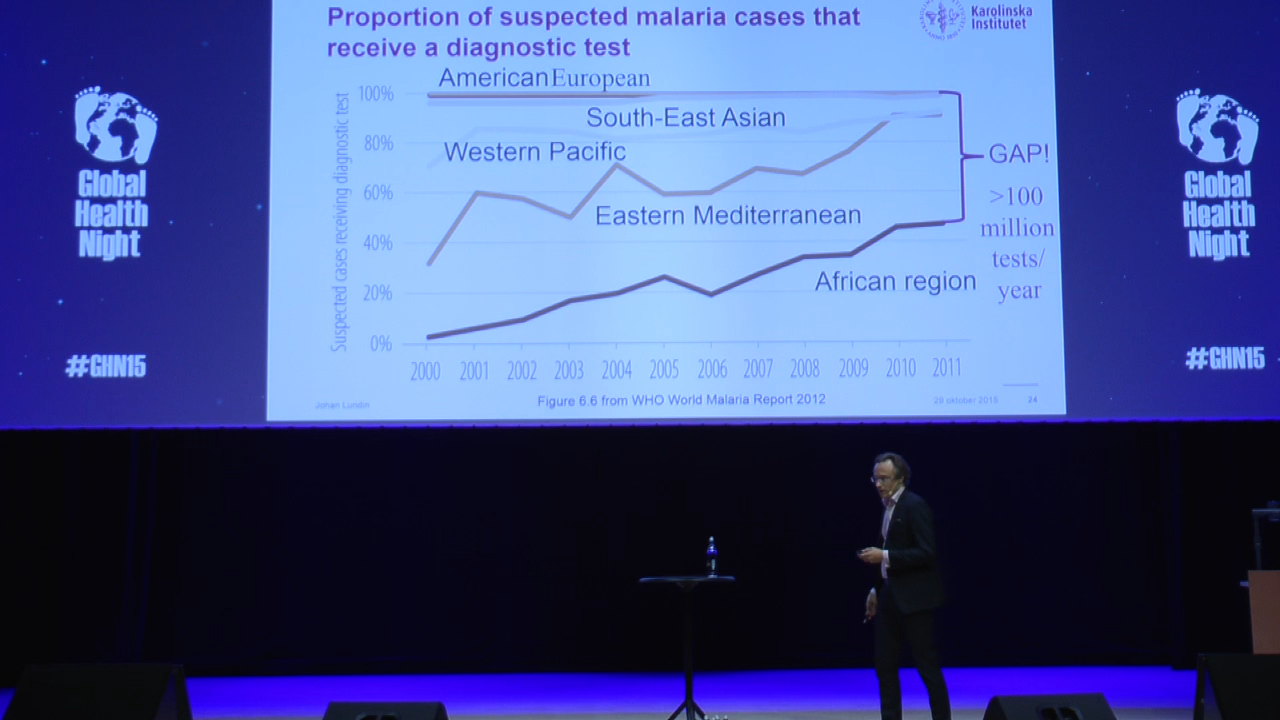 Proportion of suspected malaria cases that
receive a diagnostic test
Karolinska
Institutet
American European
South-East Asian
Western Pacific
Eastern Mediterranean
African region
GAP!
>100
million
tests/
year
Suspected cases receiving diagnostic test
100%
80%
60%
40%
20%
0%
2000 2001 2002 2003 2004 2005 2006 2007 2008 2009 2010 2011
Johan Lundin
Figure 6.6 from WHO World Malaria Report 2012
29 oktober 2015
24
Global
Health
Night
#GHN15
Global
Health
Night
#GHN15